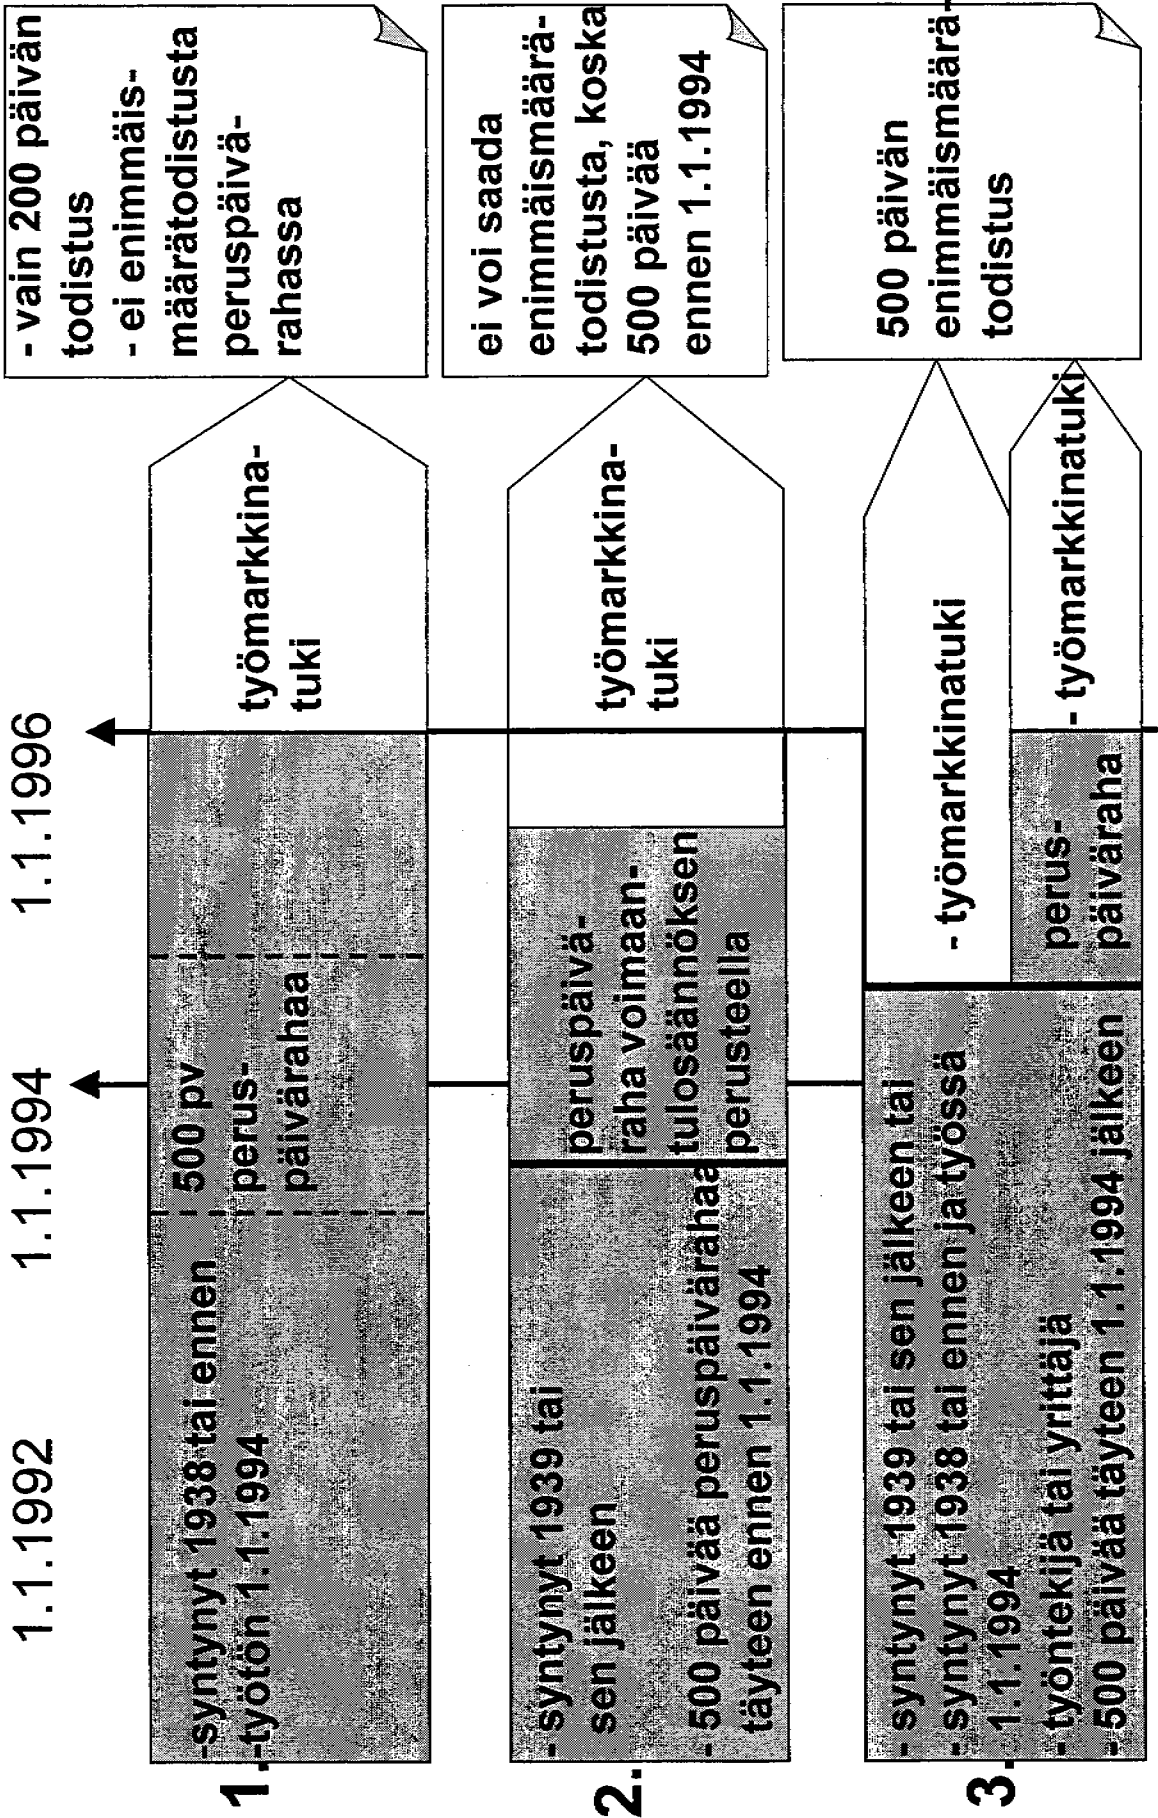 1.1.1992
1.1.1994
1.1.1996
1.
-syntynyt 1938 tai ennen
-työtön 1.1.1994
500 pv
perus-
päivärahaa
työmarkkina-
tuki
- vain 200 päivän
todistus
- ei enimmäis-
määrätodistusta
peruspäivä-
rahassa
2.
- syntynyt 1939 tai
sen jälkeen
- 500 päivää peruspäivärahaa
täyteen ennen 1.1.1994
peruspäivä-
raha voimaan-
tulosäännöksen
perusteella
työmarkkina-
tuki
ei voi saada
enimmäismäärä-
todistusta, koska
500 päivää
ennen 1.1.1994
3.
- syntynyt 1939 tai sen jälkeen tai
- syntynyt 1938 tai ennen ja työssä
1.1.1994
- työntekijä tai yrittäjä
- 500 päivää täyteen 1.1.1994 jälkeen
- työmarkkinatuki
perus-
päiväraha
- työmarkkinatuki
500 päivän
enimmäismäärä-
todistus